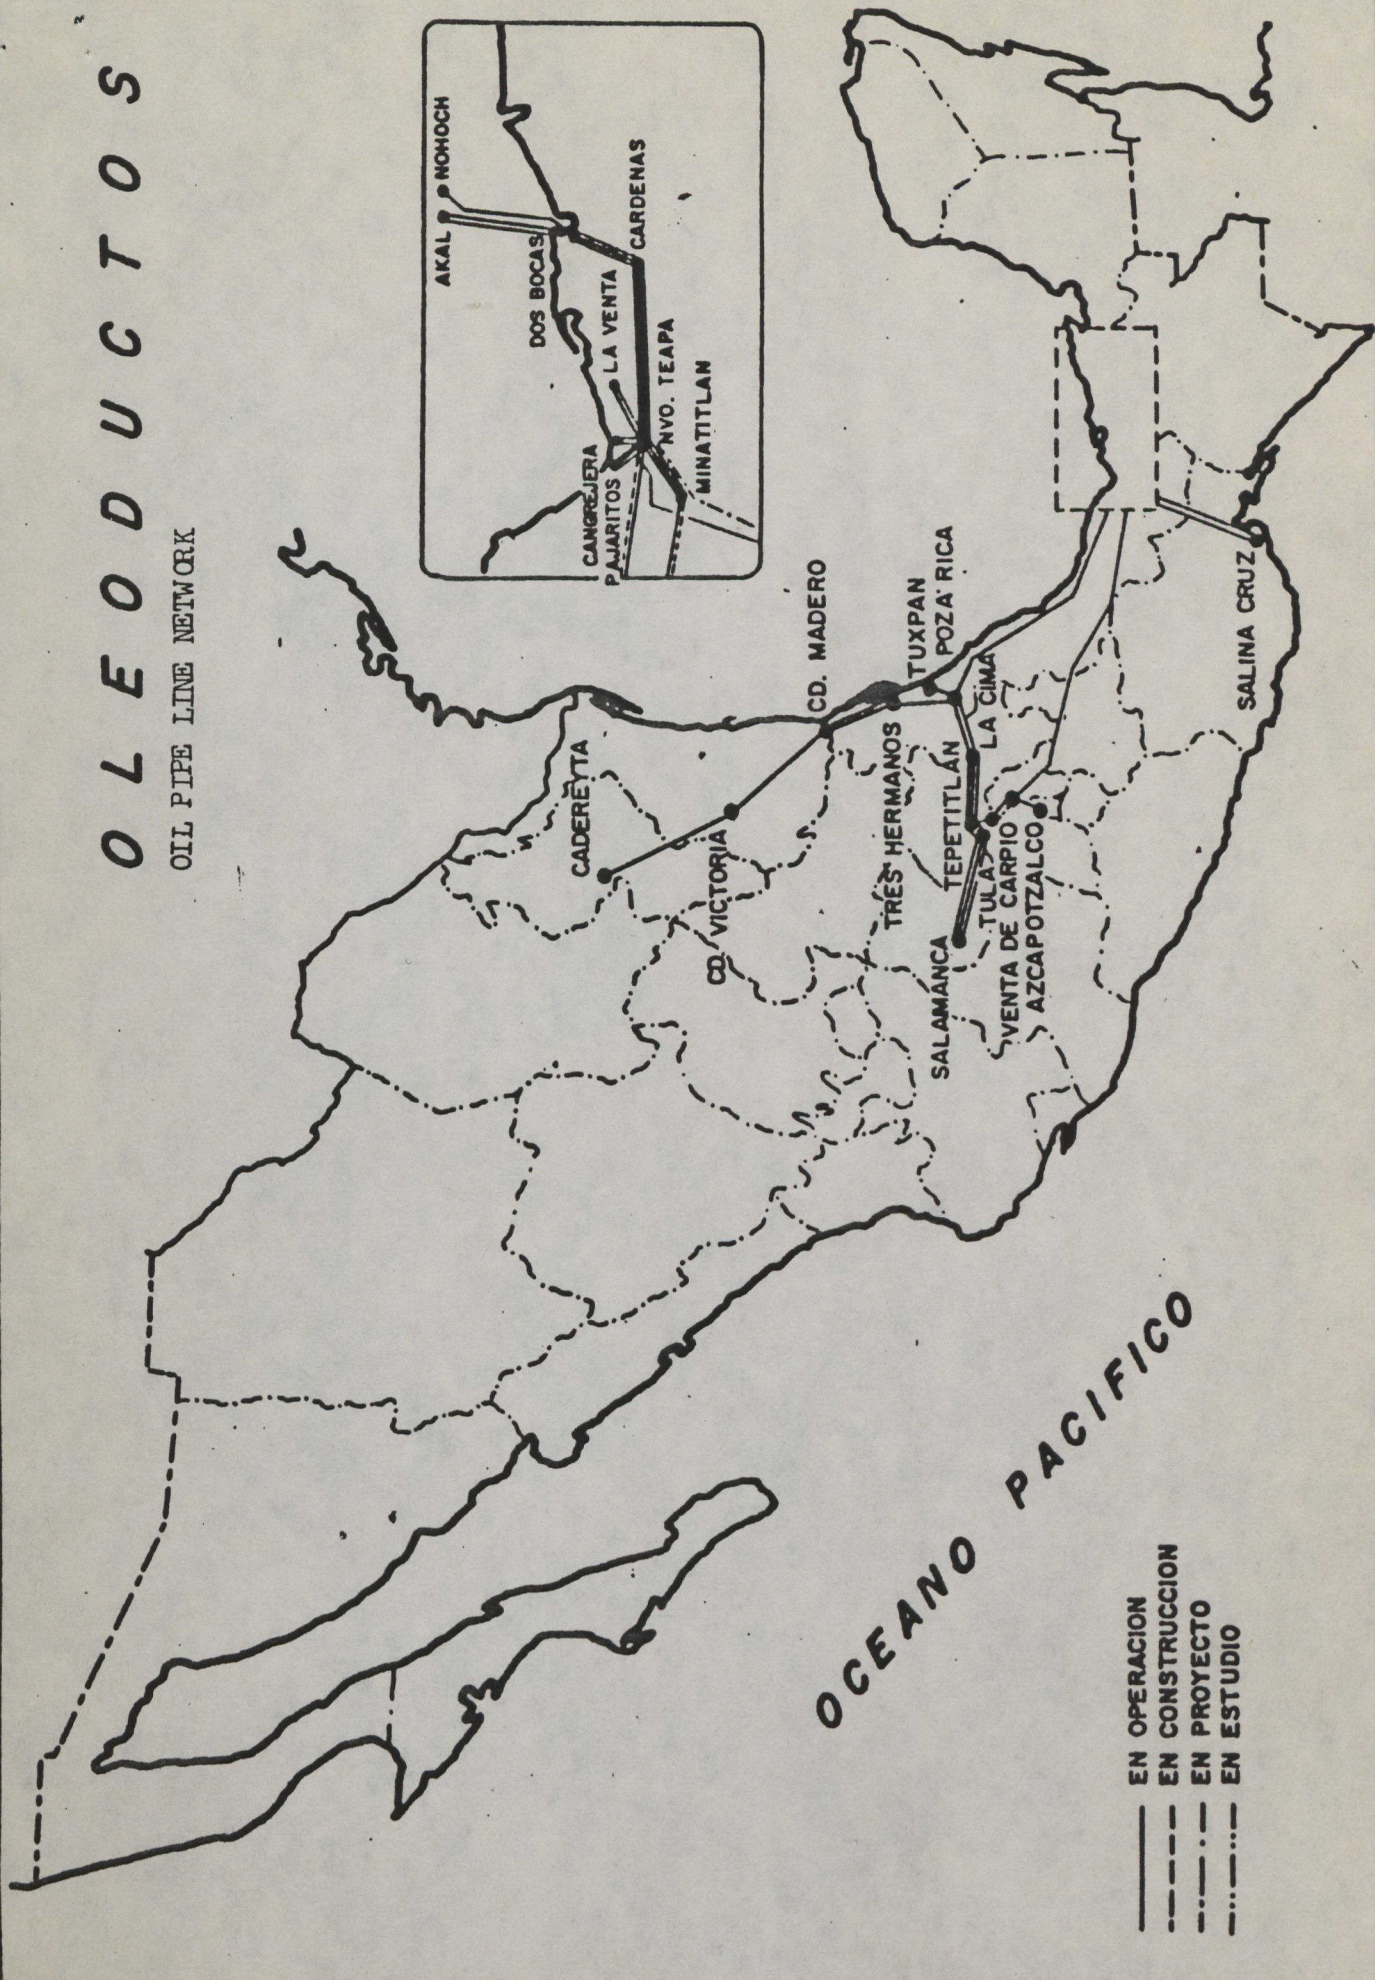 OLEODUCTOS
OIL PIPE LINE NETWORK
AKAL
NOHOCH
DOS BOCAS
LA VENTA
CARDENAS
CANGREJERA
PAJARITOS
NVO. TEAPA
MINATITLAN
CADEREYTA
CD. VICTORIA
CD. MADERO
TRES HERMANOS
TUXPAN
POZA RICA
TEPETITLAN
LA CIMA
SALAMANCA
TULA
VENTA DE CARPIO
AZCAPOTZALCO
SALINA CRUZ
OCEANO PACIFICO
EN OPERACION
EN CONSTRUCCION
EN PROYECTO
EN ESTUDIO